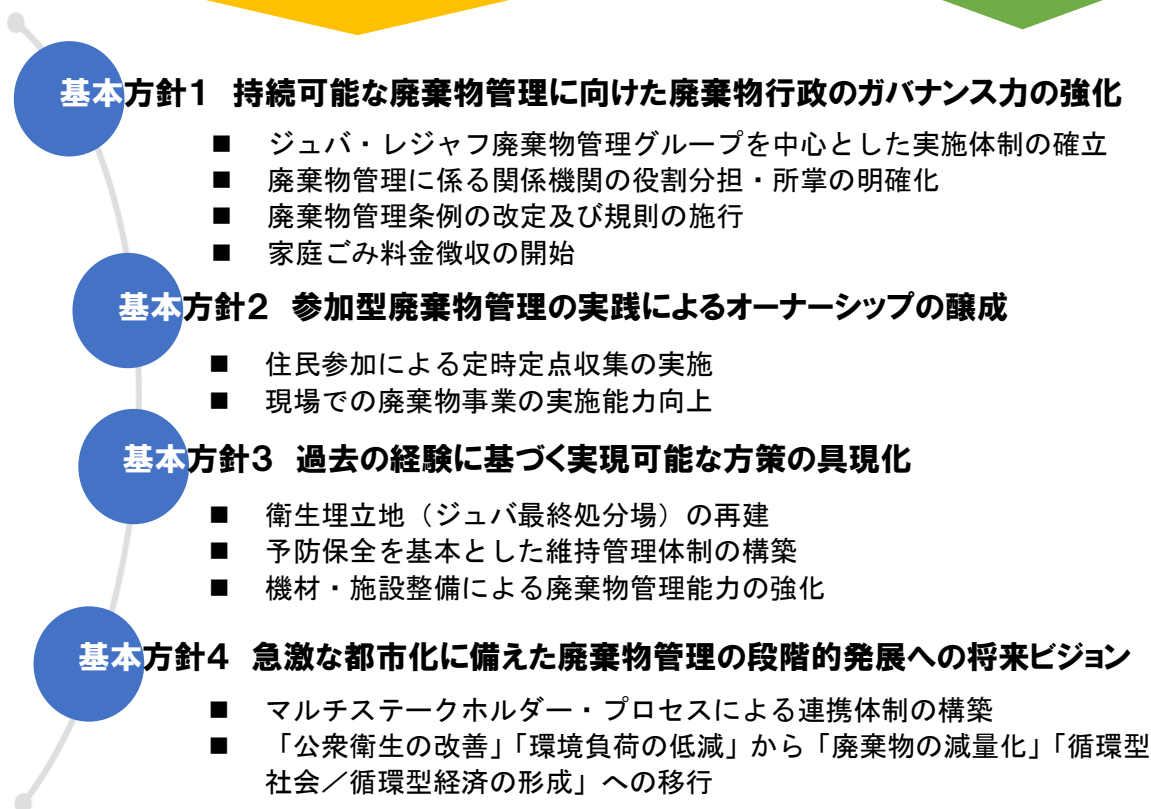 基本方針1 持続可能な廃棄物管理に向けた廃棄物行政のガバナンス力の強化
■ ジュバ・レジャフ廃棄物管理グループを中心とした実施体制の確立
■ 廃棄物管理に係る関係機関の役割分担・所掌の明確化
■ 廃棄物管理条例の改定及び規則の施行
■ 家庭ごみ料金徴収の開始
基本方針2 参加型廃棄物管理の実践によるオーナーシップの醸成
■ 住民参加による定時定点収集の実施
■ 現場での廃棄物事業の実施能力向上
基本方針3 過去の経験に基づく実現可能な方策の具現化
■ 衛生埋立地（ジュバ最終処分場）の再建
■ 予防保全を基本とした維持管理体制の構築
■ 機材・施設整備による廃棄物管理能力の強化
基本方針4 急激な都市化に備えた廃棄物管理の段階的発展への将来ビジョン
■ マルチステークホルダー・プロセスによる連携体制の構築
■ 「公衆衛生の改善」「環境負荷の低減」から「廃棄物の減量化」「循環型
社会／循環型経済の形成」への移行